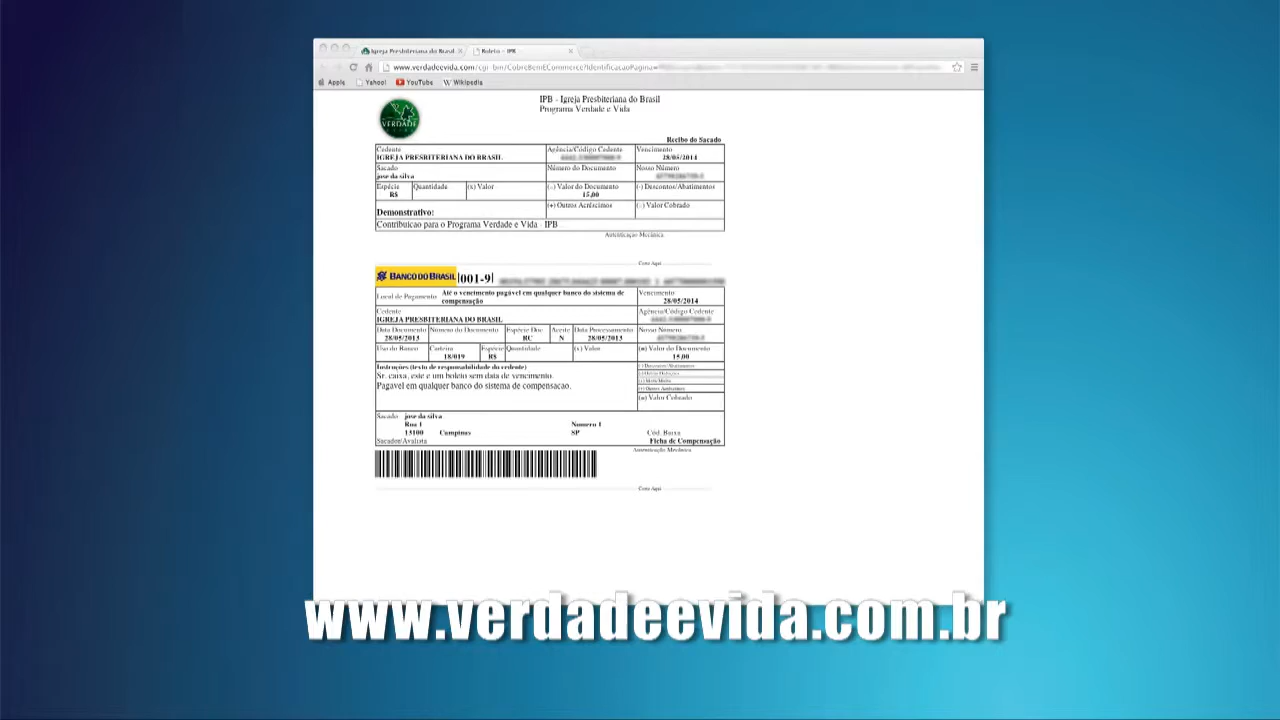 Igreja Presbiteriana do Brasil
Boleto - IPB
www.verdadeevida.com/cgi-bin/CobreBemECommerce?IdentificacaoPagina=
Apple Yahoo! YouTube Wikipedia
VERDADE
IPB - Igreja Presbiteriana do Brasil
Programa Verdade e Vida
Recibo do Sacado
Cedente Agência/Código Cedente Vencimento
IGREJA PRESBITERIANA DO BRASIL 28/05/2014
Sacado Número do Documento Nosso Número
jose da silva
Espécie Quantidade (x) Valor (=) Valor do Documento (-) Descontos/Abatimentos
R$ 15,00
(+) Outros Acréscimos (=) Valor Cobrado
Demonstrativo:
Contribuicao para o Programa Verdade e Vida - IPB
Autenticação Mecânica
Corte Aqui
BANCO DO BRASIL |001-9|
Local de Pagamento Até o vencimento pagável em qualquer banco do sistema de compensação Vencimento
28/05/2014
Cedente Agência/Código Cedente
IGREJA PRESBITERIANA DO BRASIL
Data Documento Número do Documento Espécie Doc Aceite Data Processamento Nosso Número
28/05/2013 RC N 28/05/2013
Uso do Banco Carteira Espécie Quantidade (x) Valor (=) Valor do Documento
18/019 R$ 15,00
Instruções (texto de responsabilidade do cedente)
Sr. caixa, este e um boleto sem data de vencimento.
Pagavel em qualquer banco do sistema de compensacao.
(-) Desconto/Abatimento
(-) Outras Deduções
(+) Mora/Multa
(+) Outros Acréscimos
(=) Valor Cobrado
Sacado jose da silva
Rua 1 Numero 1
13100 Campinas SP Cód. Baixa
Sacador/Avalista Ficha de Compensação
Autenticação Mecânica
Corte Aqui
www.verdadeevida.com.br